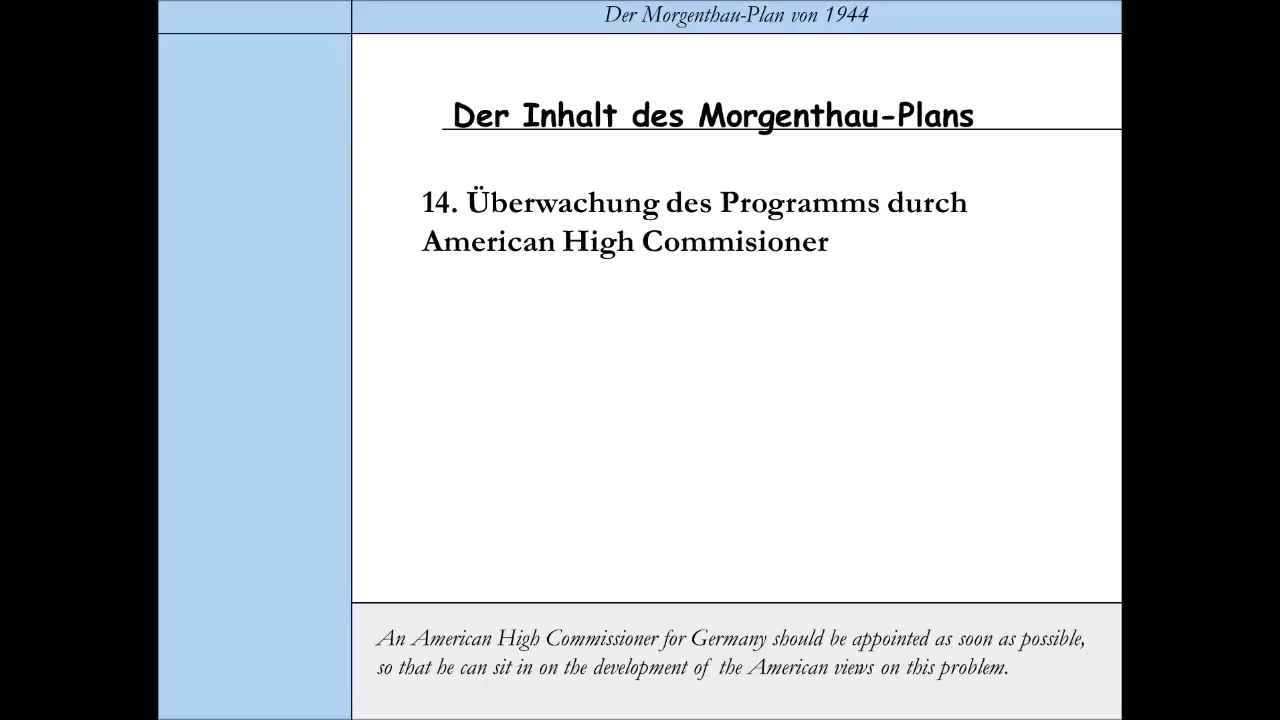 Der Morgenthau-Plan von 1944
Der Inhalt des Morgenthau-Plans
14. Überwachung des Programms durch
American High Commisioner
An American High Commissioner for Germany should be appointed as soon as possible,
so that he can sit in on the development of the American views on this problem.